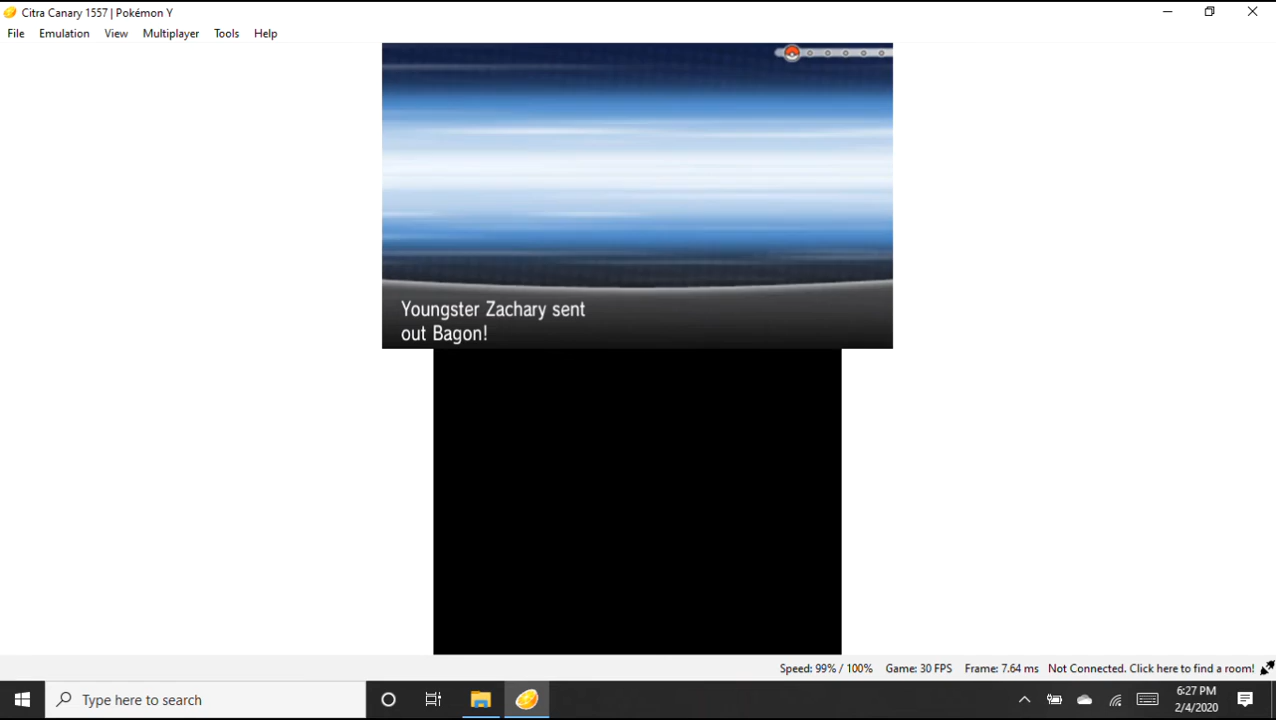 Citra Canary 1557 | Pokémon Y
File Emulation View Multiplayer Tools Help
Youngster Zachary sent
out Bagon!
Speed: 99% / 100% Game: 30 FPS Frame: 7.64 ms Not Connected. Click here to find a room!
Type here to search
6:27 PM
2/4/2020